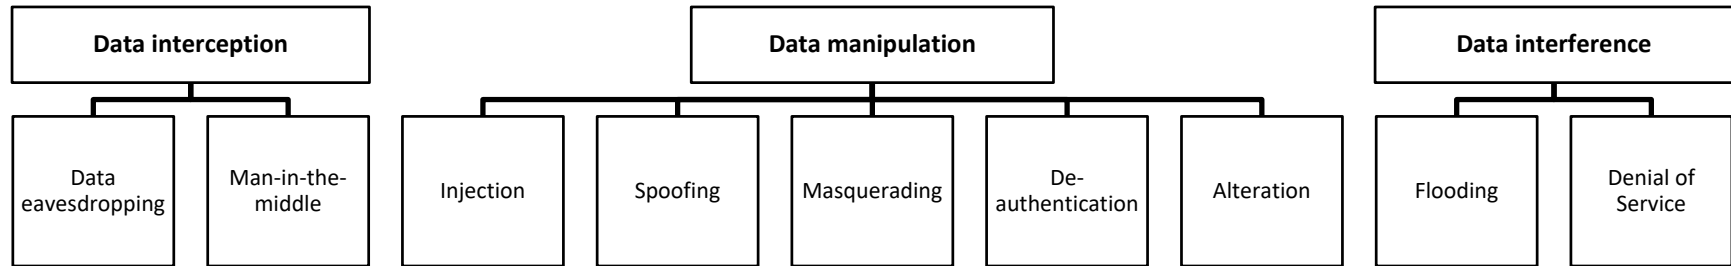 Data interception
Data manipulation
Data interference
Data
eavesdropping
Man-in-the-
middle
Injection
Spoofing
Masquerading
De-
authentication
Alteration
Flooding
Denial of
Service